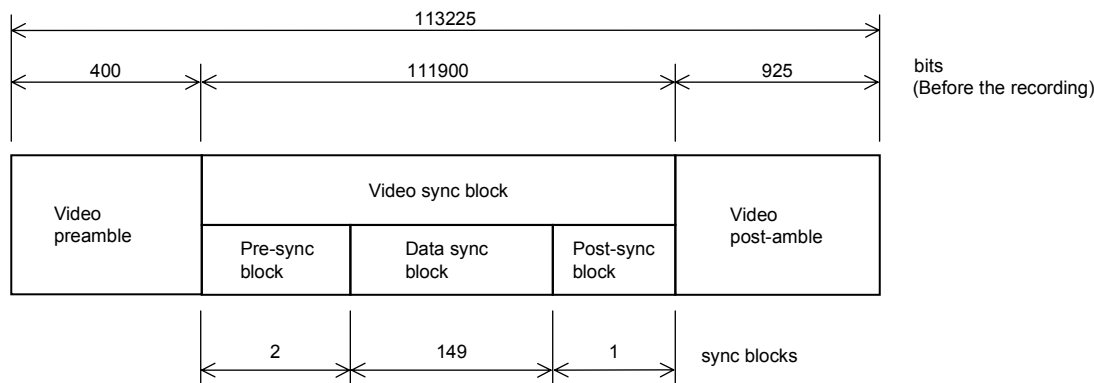 113225
400 111900 925 bits
(Before the recording)
Video sync block
Video
preamble
Video
post-amble
Pre-sync
block
Data sync
block
Post-sync
block
2 149 1 sync blocks